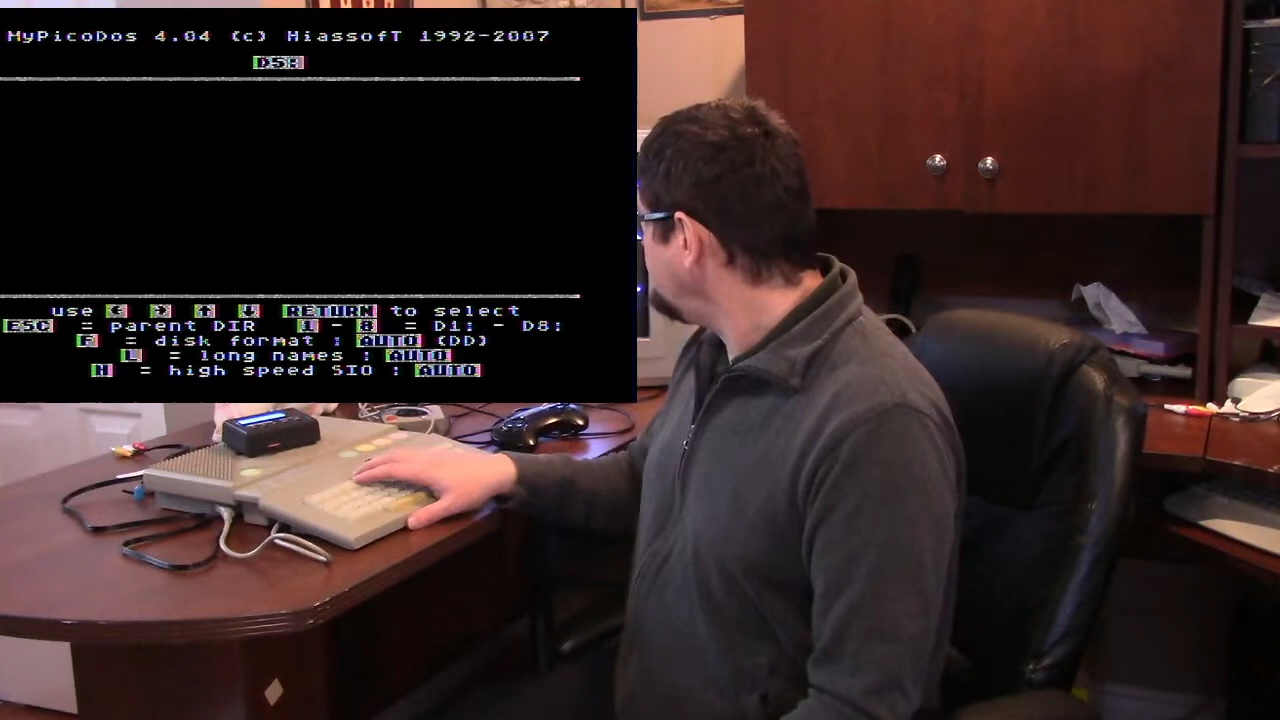 MyPicoDos 4.04 (c) HiassofT 1992-2007
D5:
use ← → ↑ ↓ RETURN to select
ESC = parent DIR 1 - 8 = D1: - D8:
F = disk format : AUTO (DD)
L = long names : AUTO
H = high speed SIO : AUTO